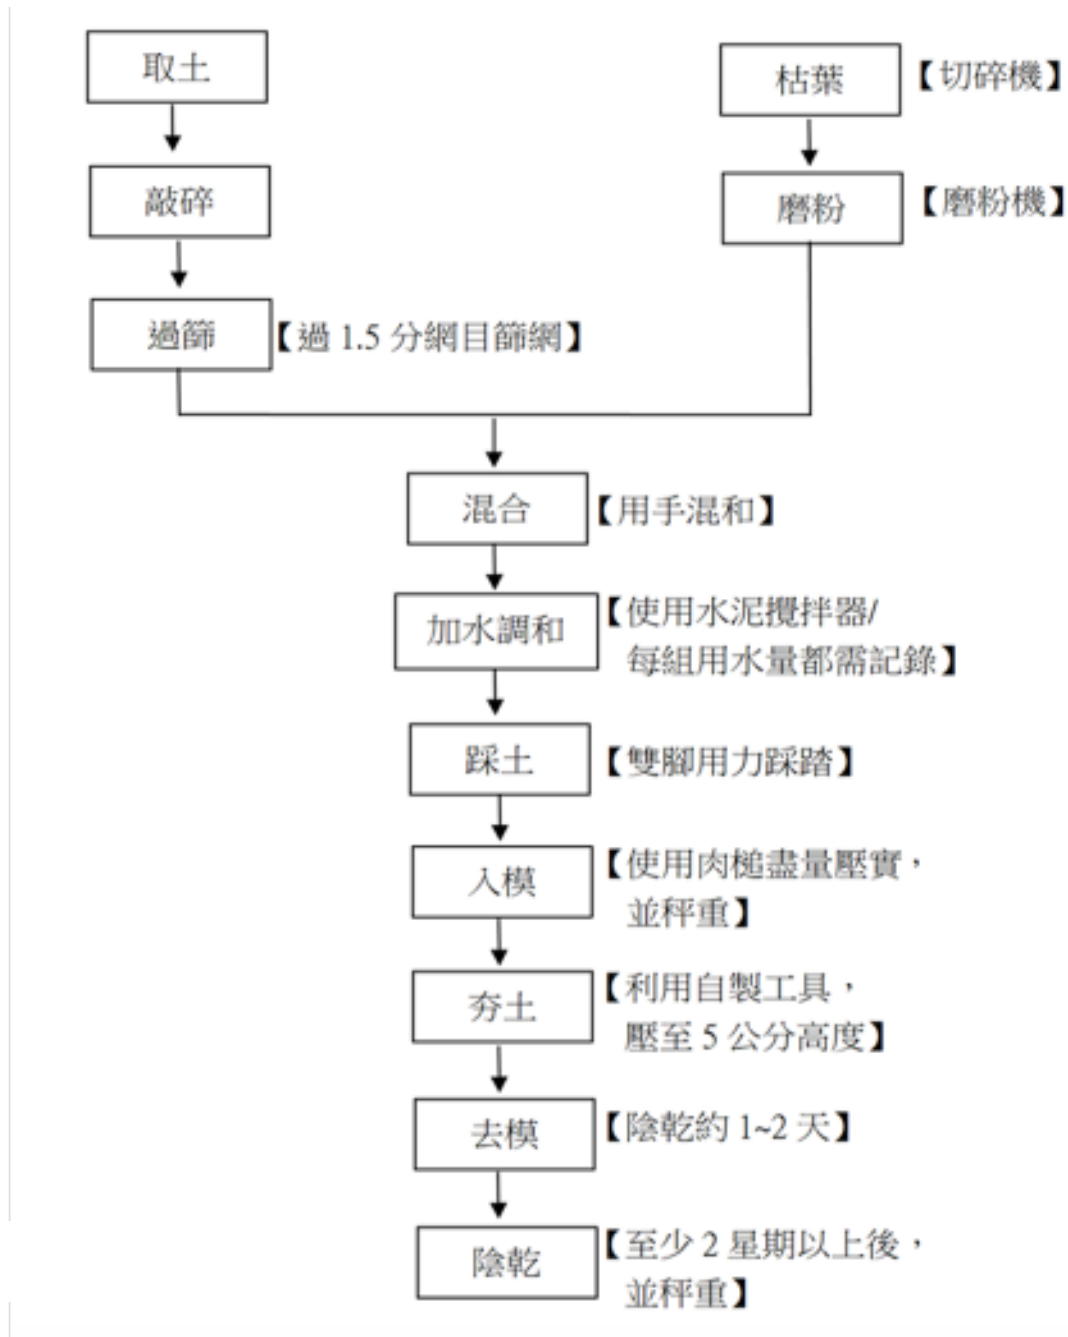 取土
敲碎
過篩
【過 1.5 分網目篩網】
枯葉
【切碎機】
磨粉
【磨粉機】
混合
【用手混和】
加水調和
【使用水泥攪拌器/
每組用水量都需記錄】
踩土
【雙腳用力踩踏】
入模
【使用肉槌盡量壓實，
並秤重】
夯土
【利用自製工具，
壓至 5 公分高度】
去模
【陰乾約 1~2 天】
陰乾
【至少 2 星期以上後，
並秤重】